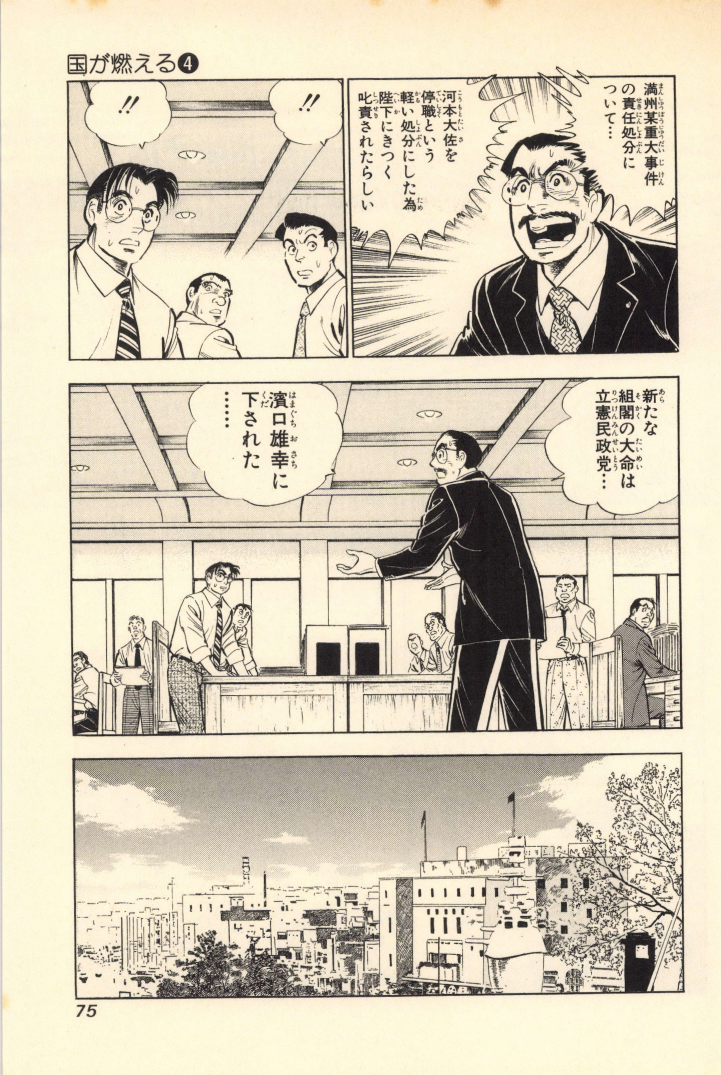 国が燃える❹
満州某重大事件
の責任処分に
ついて…
河本大佐を
停職という
軽い処分にした為
陛下にきつく
叱責されたらしい
!!
!!
新たな
組閣の大命は
立憲民政党…
濱口雄幸に
下された
……
75